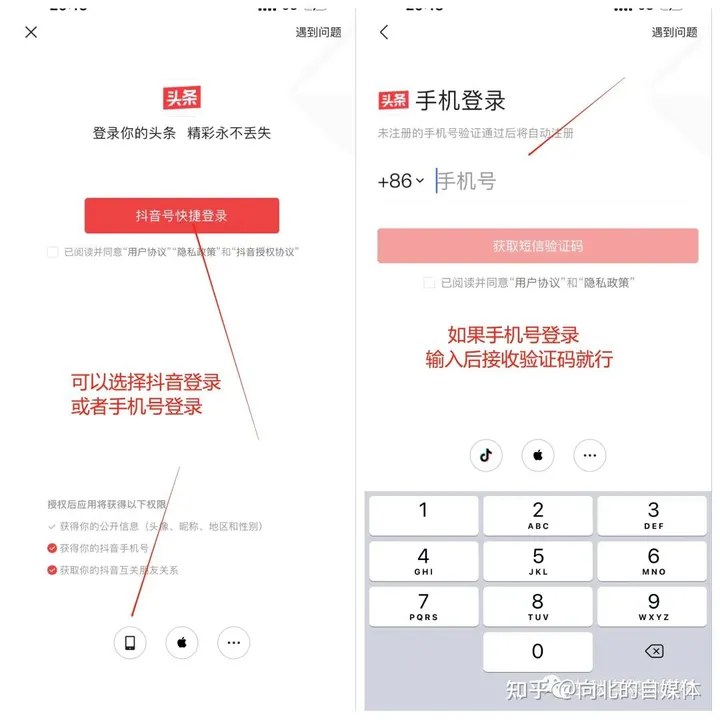 遇到问题
头条
登录你的头条 精彩永不丢失
抖音号快捷登录
已阅读并同意“用户协议”“隐私政策”和“抖音授权协议”
可以选择抖音登录
或者手机号登录
授权后应用将获得以下权限
获得你的公开信息（头像、昵称、地区和性别）
获得你的抖音手机号
获取你的抖音互关朋友关系
遇到问题
头条 手机登录
未注册的手机号验证通过后将自动注册
+86 手机号
获取短信验证码
已阅读并同意“用户协议”和“隐私政策”
如果手机号登录
输入后接收验证码就行
1 2 3
ABC DEF
4 5 6
GHI JKL MNO
7 8 9
PQRS TUV WXYZ
0
知乎 @向北的自媒体